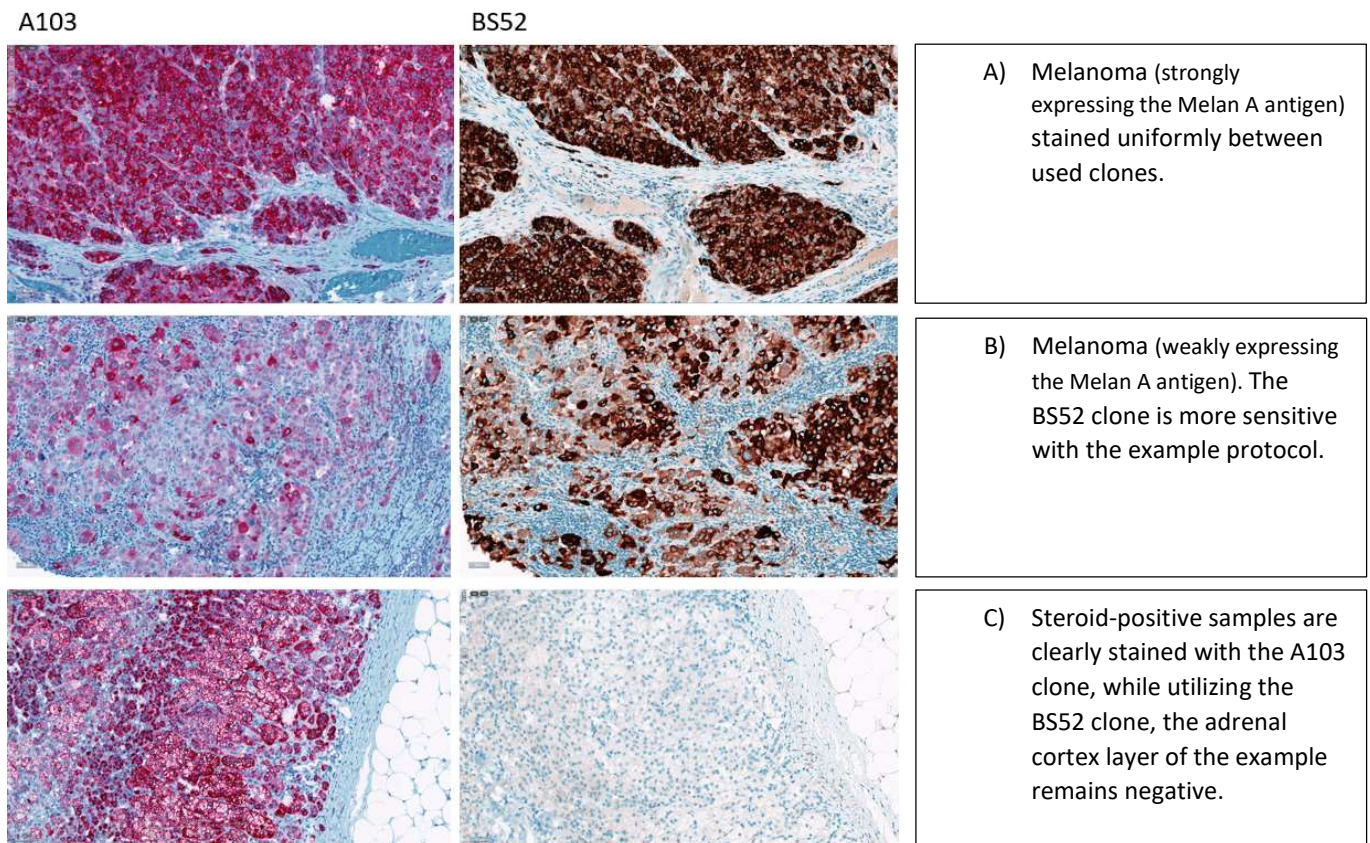 A103
BS52
A) Melanoma (strongly
expressing the Melan A antigen)
stained uniformly between
used clones.
B) Melanoma (weakly expressing
the Melan A antigen). The
BS52 clone is more sensitive
with the example protocol.
C) Steroid-positive samples are
clearly stained with the A103
clone, while utilizing the
BS52 clone, the adrenal
cortex layer of the example
remains negative.